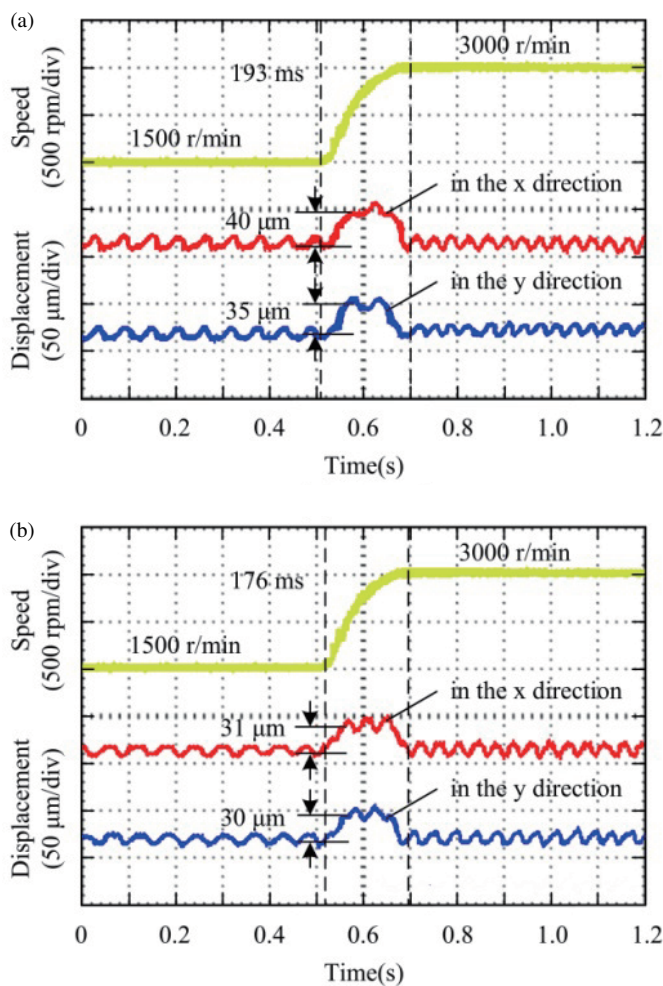 (a)
Speed
(500 rpm/div)
Displacement
(50 µm/div)
193 ms
3000 r/min
1500 r/min
in the x direction
40 µm
in the y direction
35 µm
0 0.2 0.4 0.6 0.8 1.0 1.2
Time(s)
(b)
Speed
(500 rpm/div)
Displacement
(50 µm/div)
176 ms
3000 r/min
1500 r/min
in the x direction
31 µm
in the y direction
30 µm
0 0.2 0.4 0.6 0.8 1.0 1.2
Time(s)